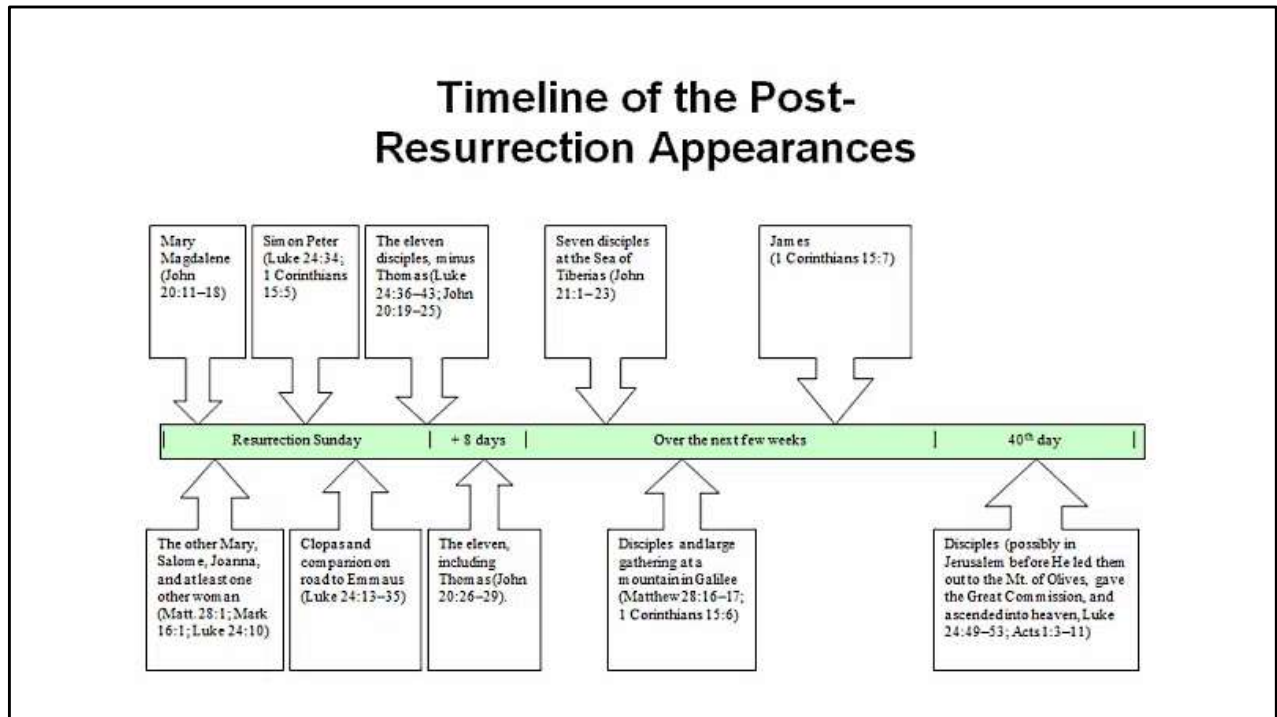 Timeline of the Post-
Resurrection Appearances
Mary
Magdalene
(John
20:11–18)
Simon Peter
(Luke 24:34;
1 Corinthians
15:5)
The eleven
disciples, minus
Thomas (Luke
24:36–43; John
20:19–25)
Seven disciples
at the Sea of
Tiberias (John
21:1–23)
James
(1 Corinthians 15:7)
| Resurrection Sunday | + 8 days | Over the next few weeks | 40th day |
The other Mary,
Salome, Joanna,
and at least one
other woman
(Matt. 28:1; Mark
16:1; Luke 24:10)
Clopas and
companion on
road to Emmaus
(Luke 24:13–35)
The eleven,
including
Thomas (John
20:26–29).
Disciples and large
gathering at a
mountain in Galilee
(Matthew 28:16–17;
1 Corinthians 15:6)
Disciples (possibly in
Jerusalem before He led them
out to the Mt. of Olives, gave
the Great Commission, and
ascended into heaven, Luke
24:49–53; Acts 1:3–11)